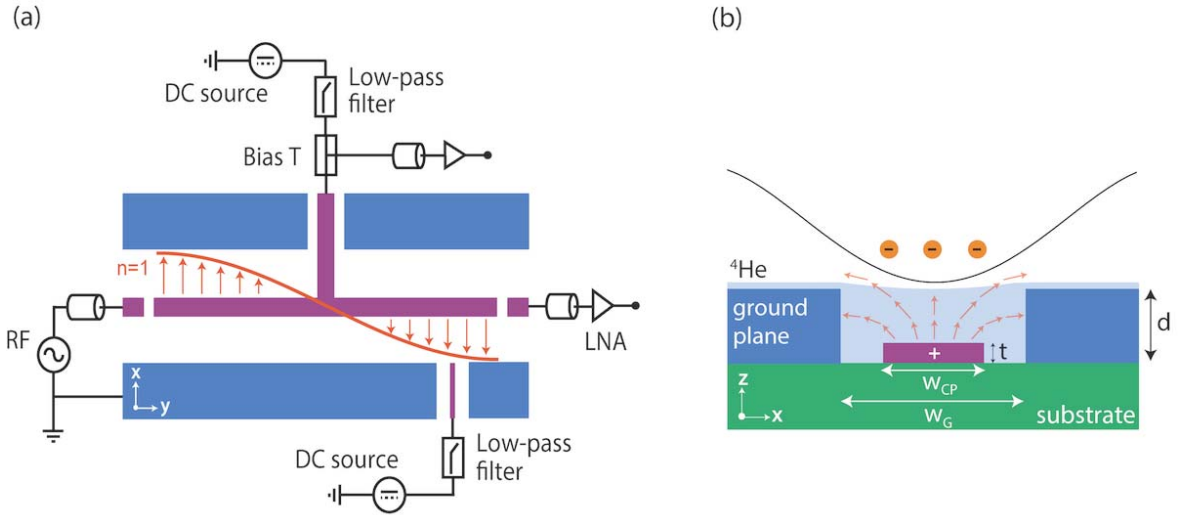 (a)
DC source
Low-pass
filter
Bias T
n=1
RF
LNA
x
y
DC source
Low-pass
filter
(b)
⁴He
ground
plane
d
+
t
w_CP
z
x
w_G
substrate